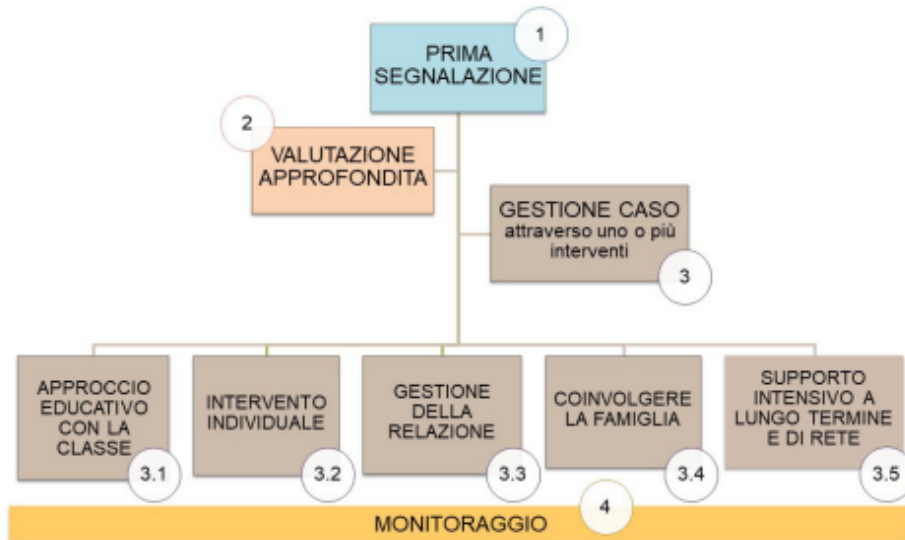 1
PRIMA
SEGNALAZIONE
2
VALUTAZIONE
APPROFONDITA
GESTIONE CASO
attraverso uno o più
interventi
3
APPROCCIO
EDUCATIVO
CON LA
CLASSE
3.1
INTERVENTO
INDIVIDUALE
3.2
GESTIONE
DELLA
RELAZIONE
3.3
COINVOLGERE
LA FAMIGLIA
3.4
SUPPORTO
INTENSIVO A
LUNGO TERMINE
E DI RETE
3.5
4
MONITORAGGIO